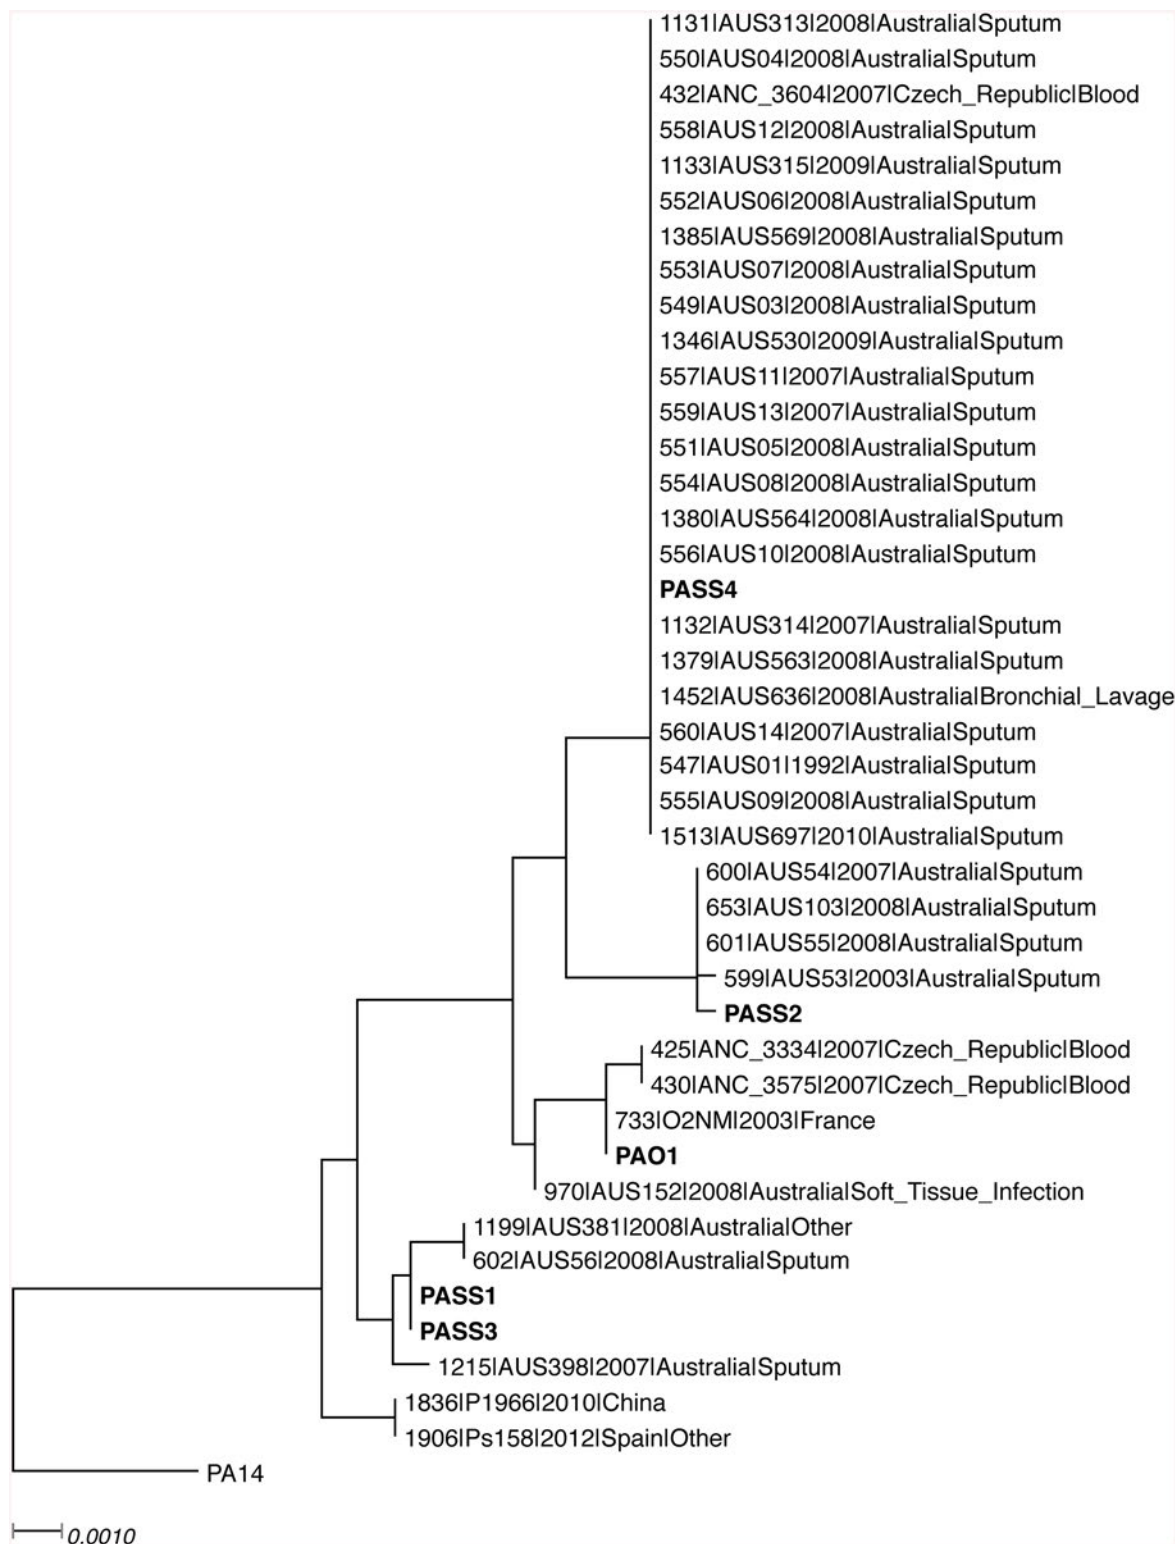 1131|AUS313|2008|Australia|Sputum
550|AUS04|2008|Australia|Sputum
432|ANC_3604|2007|Czech_Republic|Blood
558|AUS12|2008|Australia|Sputum
1133|AUS315|2009|Australia|Sputum
552|AUS06|2008|Australia|Sputum
1385|AUS569|2008|Australia|Sputum
553|AUS07|2008|Australia|Sputum
549|AUS03|2008|Australia|Sputum
1346|AUS530|2009|Australia|Sputum
557|AUS11|2007|Australia|Sputum
559|AUS13|2007|Australia|Sputum
551|AUS05|2008|Australia|Sputum
554|AUS08|2008|Australia|Sputum
1380|AUS564|2008|Australia|Sputum
556|AUS10|2008|Australia|Sputum
PASS4
1132|AUS314|2007|Australia|Sputum
1379|AUS563|2008|Australia|Sputum
1452|AUS636|2008|Australia|Bronchial_Lavage
560|AUS14|2007|Australia|Sputum
547|AUS01|1992|Australia|Sputum
555|AUS09|2008|Australia|Sputum
1513|AUS697|2010|Australia|Sputum
600|AUS54|2007|Australia|Sputum
653|AUS103|2008|Australia|Sputum
601|AUS55|2008|Australia|Sputum
599|AUS53|2003|Australia|Sputum
PASS2
425|ANC_3334|2007|Czech_Republic|Blood
430|ANC_3575|2007|Czech_Republic|Blood
733|O2NM|2003|France
PAO1
970|AUS152|2008|Australia|Soft_Tissue_Infection
1199|AUS381|2008|Australia|Other
602|AUS56|2008|Australia|Sputum
PASS1
PASS3
1215|AUS398|2007|Australia|Sputum
1836|P1966|2010|China
1906|Ps158|2012|Spain|Other
PA14
0.0010